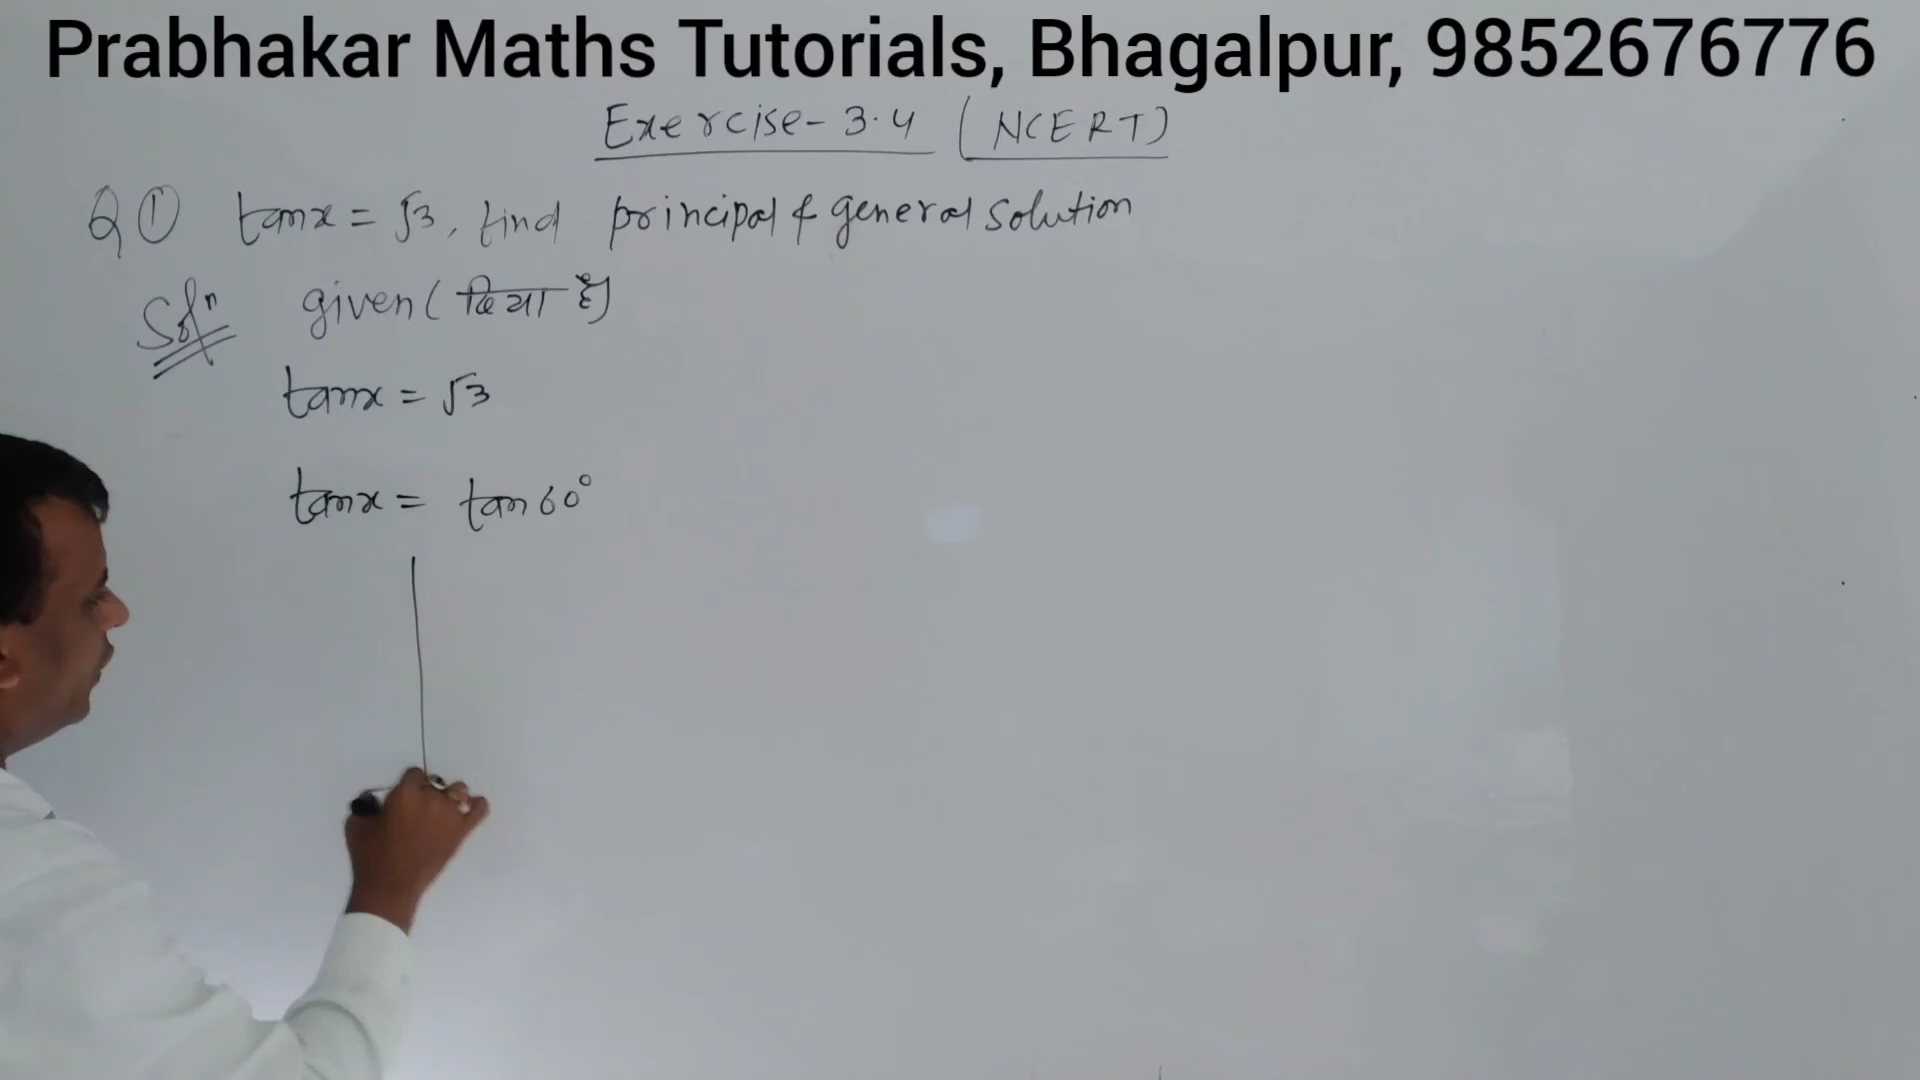 Prabhakar Maths Tutorials, Bhagalpur, 9852676776
Exercise-3.4 (NCERT)
Q① tanx = √3, find principal & general solution
Solⁿ given (दिया है)
tanx = √3
tanx = tan 60°